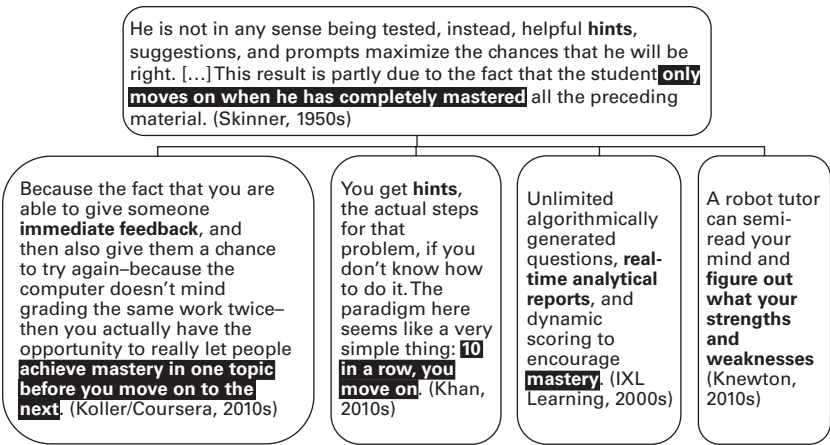 He is not in any sense being tested, instead, helpful hints,
suggestions, and prompts maximize the chances that he will be
right. […] This result is partly due to the fact that the student only
moves on when he has completely mastered all the preceding
material. (Skinner, 1950s)
Because the fact that you are
able to give someone
immediate feedback, and
then also give them a chance
to try again–because the
computer doesn't mind
grading the same work twice–
then you actually have the
opportunity to really let people
achieve mastery in one topic
before you move on to the
next. (Koller/Coursera, 2010s)
You get hints,
the actual steps
for that
problem, if you
don't know how
to do it. The
paradigm here
seems like a very
simple thing: 10
in a row, you
move on. (Khan,
2010s)
Unlimited
algorithmically
generated
questions, real-
time analytical
reports, and
dynamic
scoring to
encourage
mastery. (IXL
Learning, 2000s)
A robot tutor
can semi-
read your
mind and
figure out
what your
strengths
and
weaknesses
(Knewton,
2010s)